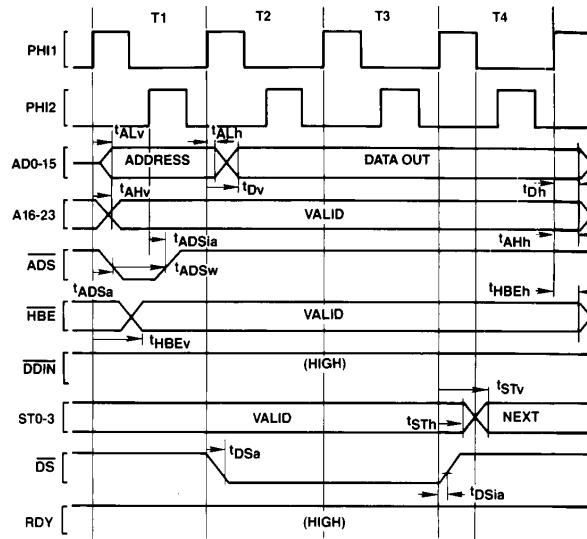 T1 T2 T3 T4
PHI1
PHI2
tALv tALh
AD0-15 ADDRESS DATA OUT
tDv tDh
tAHv
A16-23 VALID
tADSia tAHh
ADS
tADSw
tADSa tHBEh
HBE VALID
tHBEv
DDIN (HIGH)
tSTv
ST0-3 VALID tSTh NEXT
tDSa
DS
tDSia
RDY (HIGH)